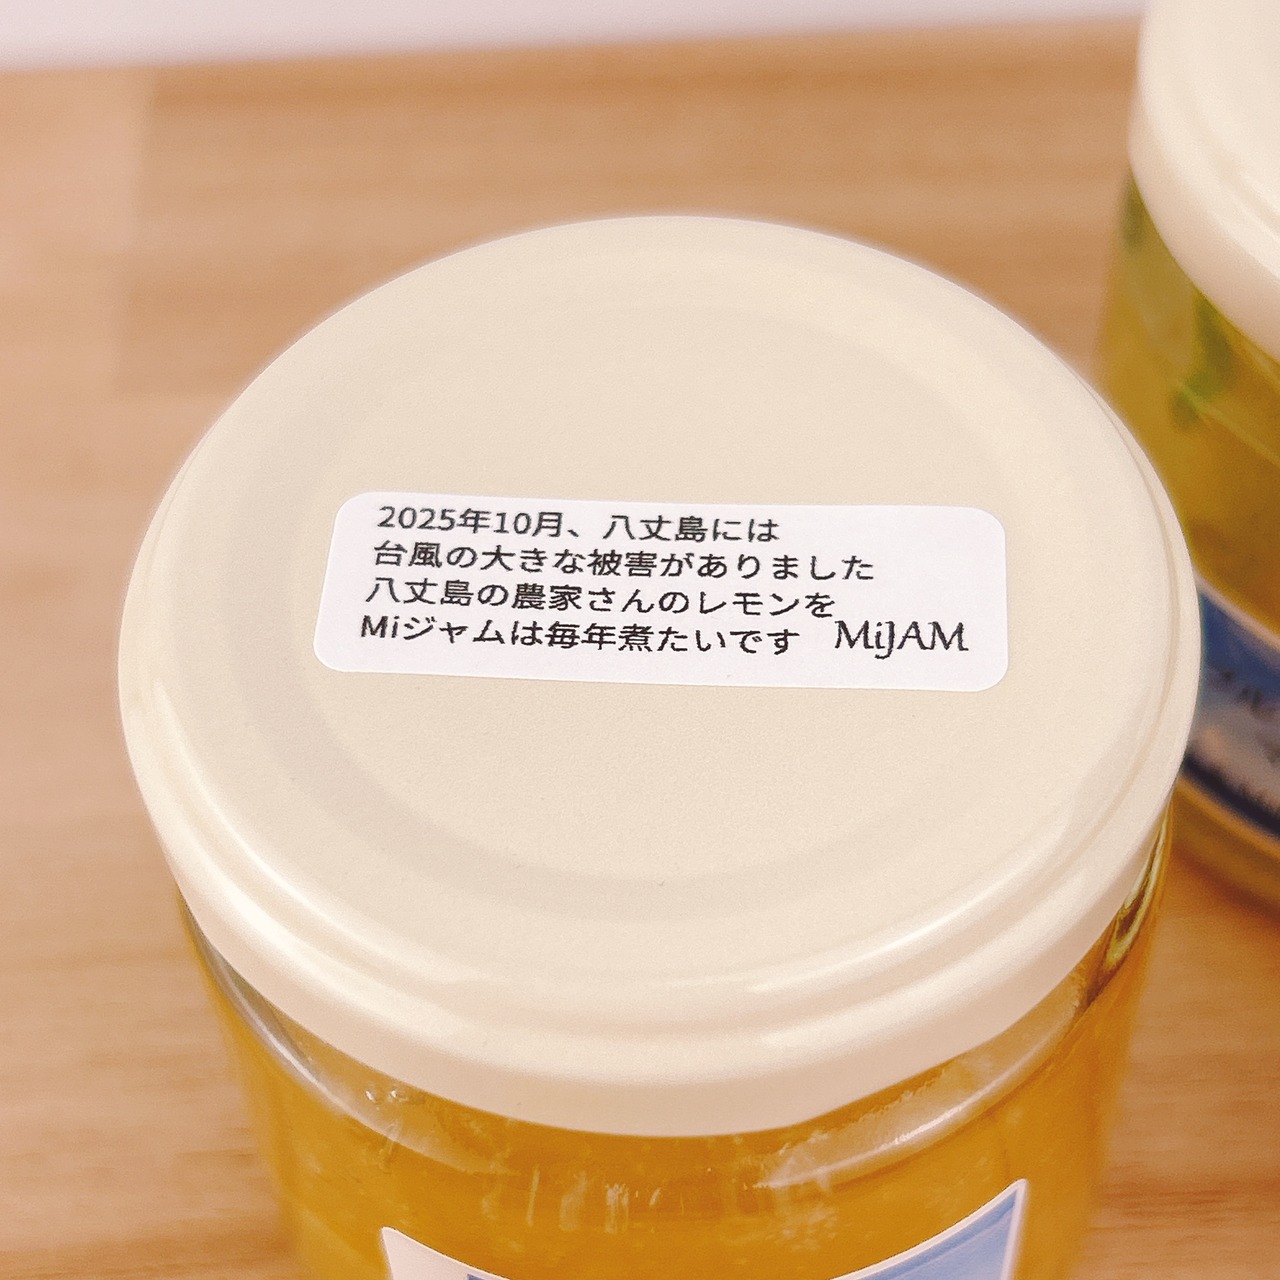 2025年10月、八丈島には
台風の大きな被害がありました
八丈島の農家さんのレモンを
Miジャムは毎年煮たいです MiJAM